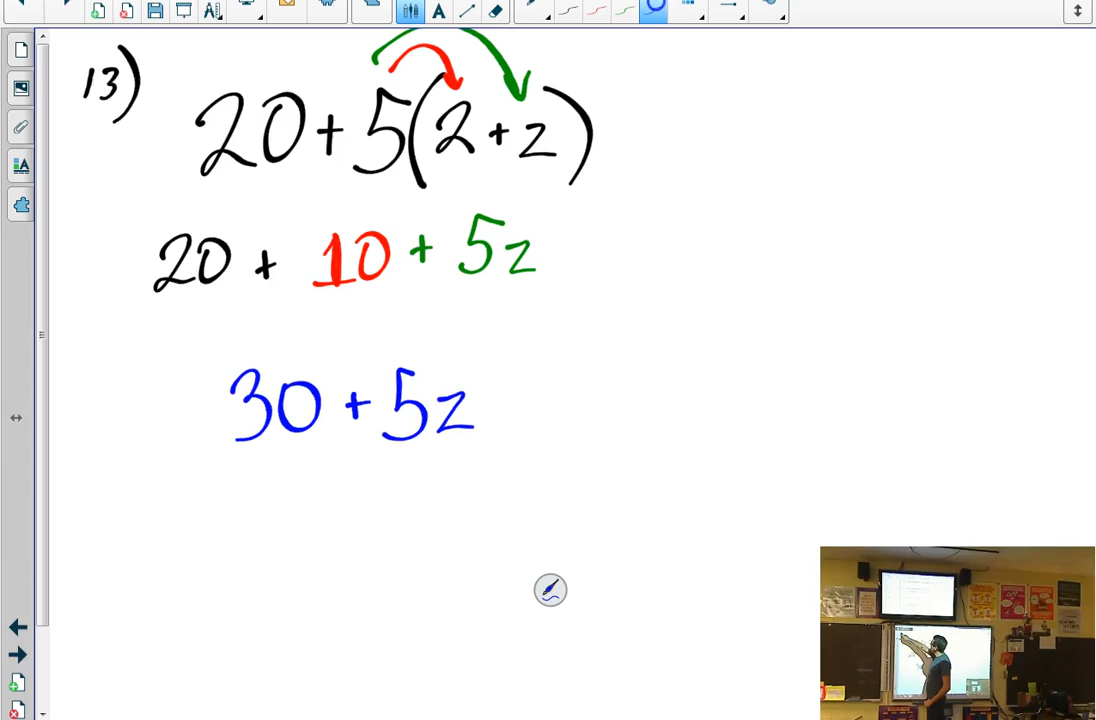 13)
20+5(2+z)
20 + 10 + 5z
30 + 5z